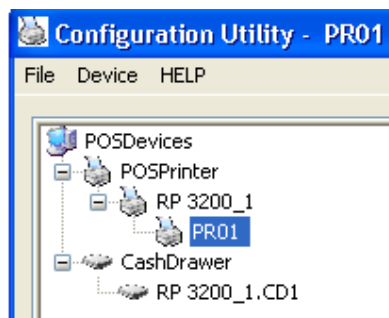 Configuration Utility - PR01
File Device HELP
POSDevices
POSPrinter
RP 3200_1
PR01
CashDrawer
RP 3200_1.CD1